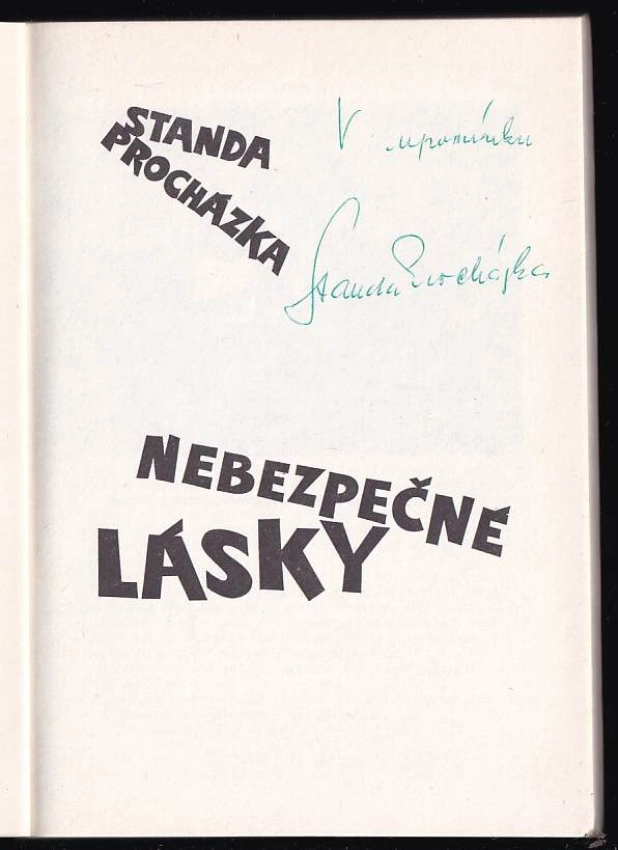 STANDA
PROCHÁZKA
V upomínku
Standa Procházka
NEBEZPEČNÉ
LÁSKY